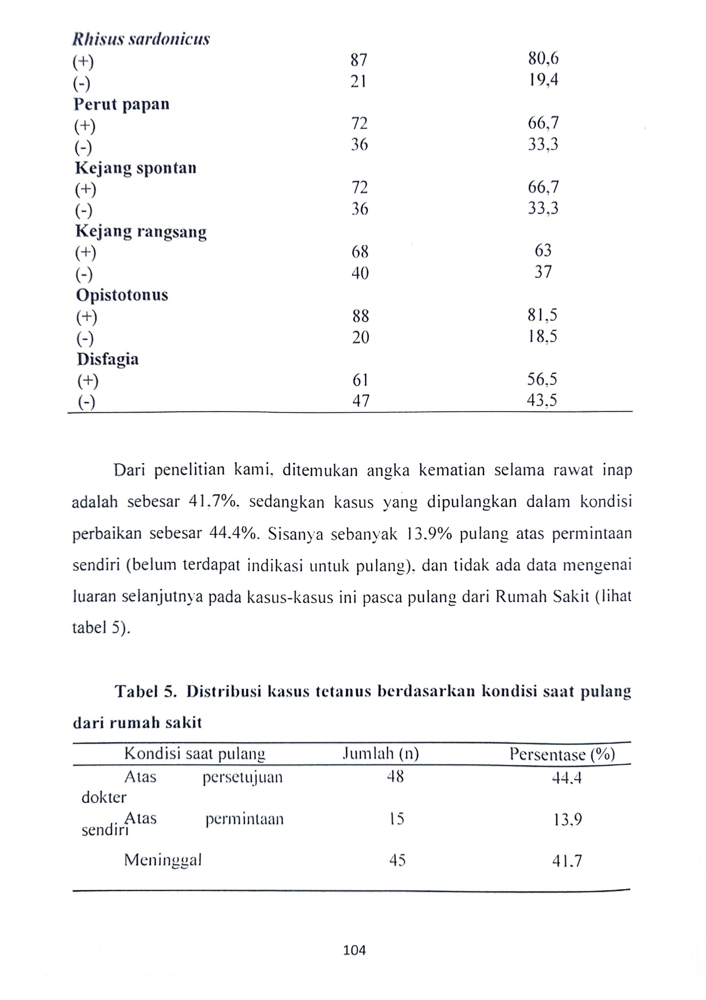 Rhisus sardonicus
(+) 87 80,6
(-) 21 19,4
Perut papan
(+) 72 66,7
(-) 36 33,3
Kejang spontan
(+) 72 66,7
(-) 36 33,3
Kejang rangsang
(+) 68 63
(-) 40 37
Opistotonus
(+) 88 81,5
(-) 20 18,5
Disfagia
(+) 61 56,5
(-) 47 43,5
Dari penelitian kami, ditemukan angka kematian selama rawat inap
adalah sebesar 41.7%, sedangkan kasus yang dipulangkan dalam kondisi
perbaikan sebesar 44.4%. Sisanya sebanyak 13.9% pulang atas permintaan
sendiri (belum terdapat indikasi untuk pulang), dan tidak ada data mengenai
luaran selanjutnya pada kasus-kasus ini pasca pulang dari Rumah Sakit (lihat
tabel 5).
Tabel 5. Distribusi kasus tetanus berdasarkan kondisi saat pulang
dari rumah sakit
Kondisi saat pulang Jumlah (n) Persentase (%)
Atas persetujuan 48 44.4
dokter
Atas permintaan 15 13.9
sendiri
Meninggal 45 41.7
104